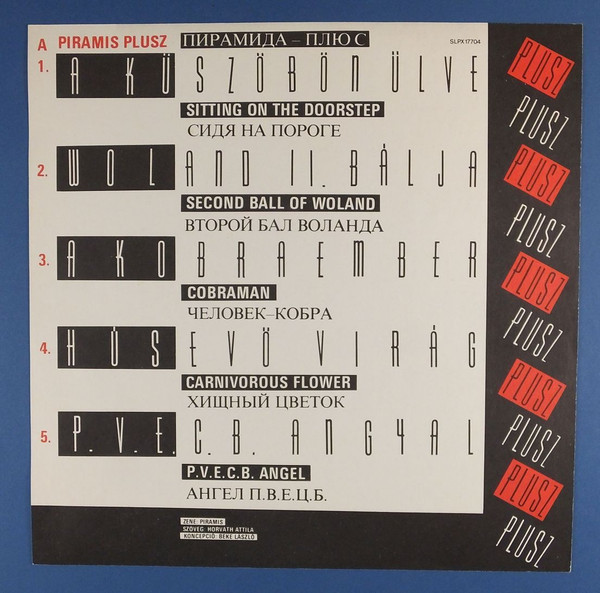 A PIRAMIS PLUSZ ПИРАМИДА – ПЛЮС SLPX 17704
1. A KÜSZÖBÖN ÜLVE
SITTING ON THE DOORSTEP
СИДЯ НА ПОРОГЕ
2. WOLAND II. BÁLJA
SECOND BALL OF WOLAND
ВТОРОЙ БАЛ ВОЛАНДА
3. A KOBRAEMBER
COBRAMAN
ЧЕЛОВЕК–КОБРА
4. HÚSEVÖ VIRÁG
CARNIVOROUS FLOWER
ХИЩНЫЙ ЦВЕТОК
5. P.V.E.C.B. ANGYAL
P.V.E.C.B. ANGEL
АНГЕЛ П.В.Е.Ц.Б.
ZENE: PIRAMIS
SZÖVEG: HORVÁTH ATTILA
KONCEPCIÓ: BEKE LÁSZLÓ
PLUSZ
PLUSZ
PLUSZ
PLUSZ
PLUSZ
PLUSZ
PLUSZ
PLUSZ
PLUSZ
PLUSZ